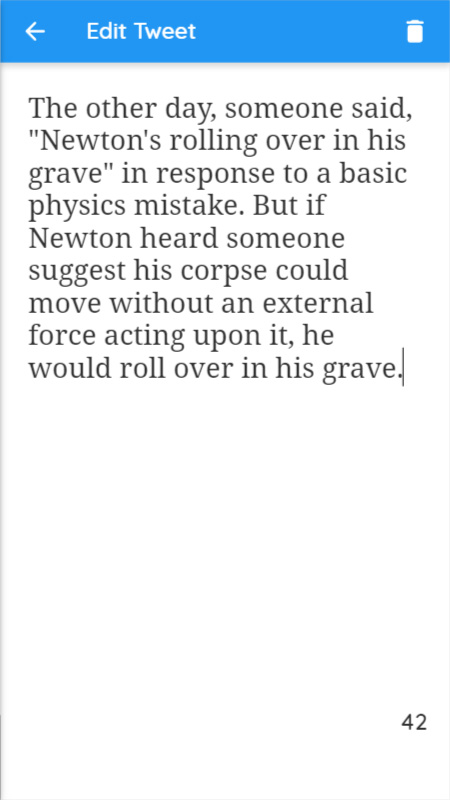 Edit Tweet
The other day, someone said,
"Newton's rolling over in his
grave" in response to a basic
physics mistake. But if
Newton heard someone
suggest his corpse could
move without an external
force acting upon it, he
would roll over in his grave.
42